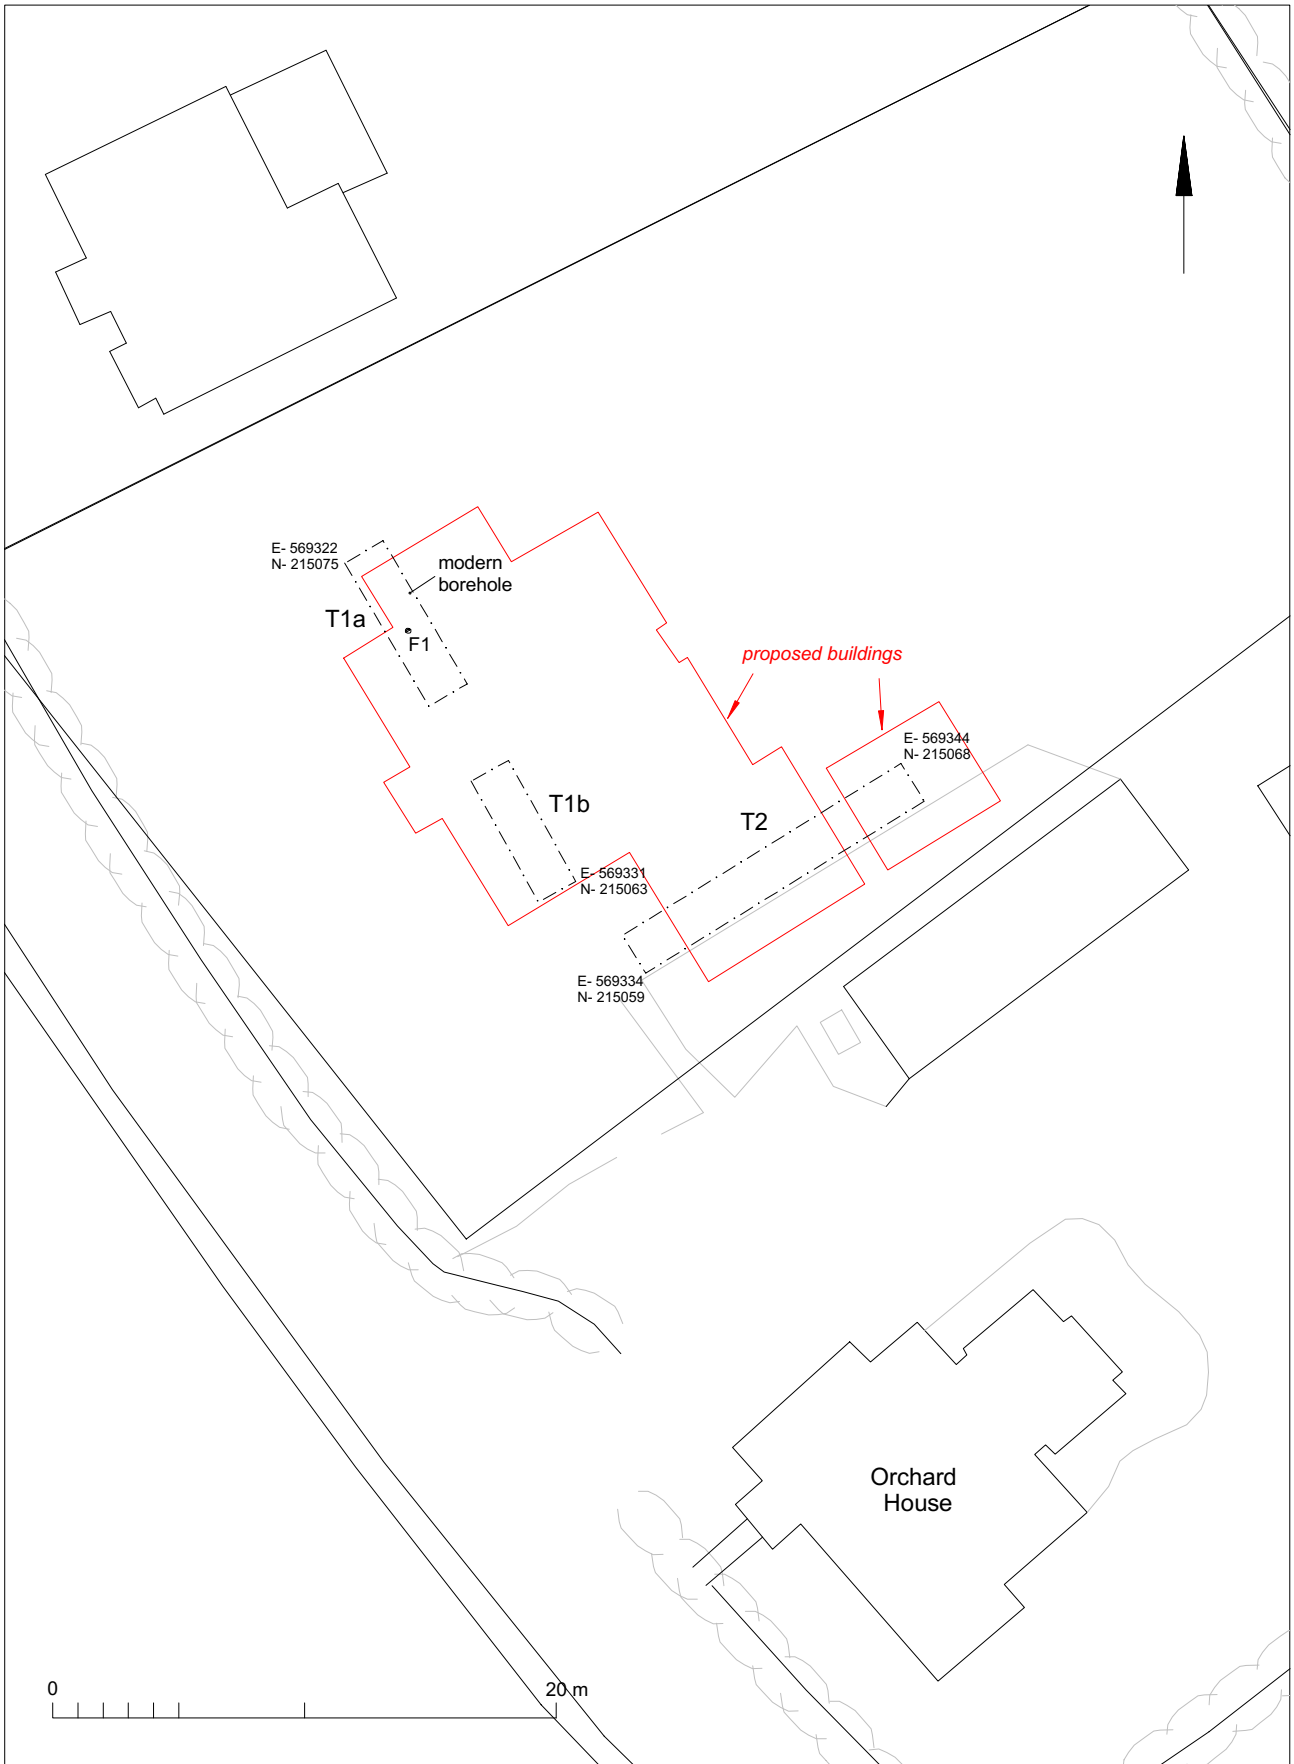 E- 569322
N- 215075
modern
borehole
T1a
F1
proposed buildings
E- 569344
N- 215068
T1b
T2
E- 569331
N- 215063
E- 569334
N- 215059
Orchard
House
0
20 m